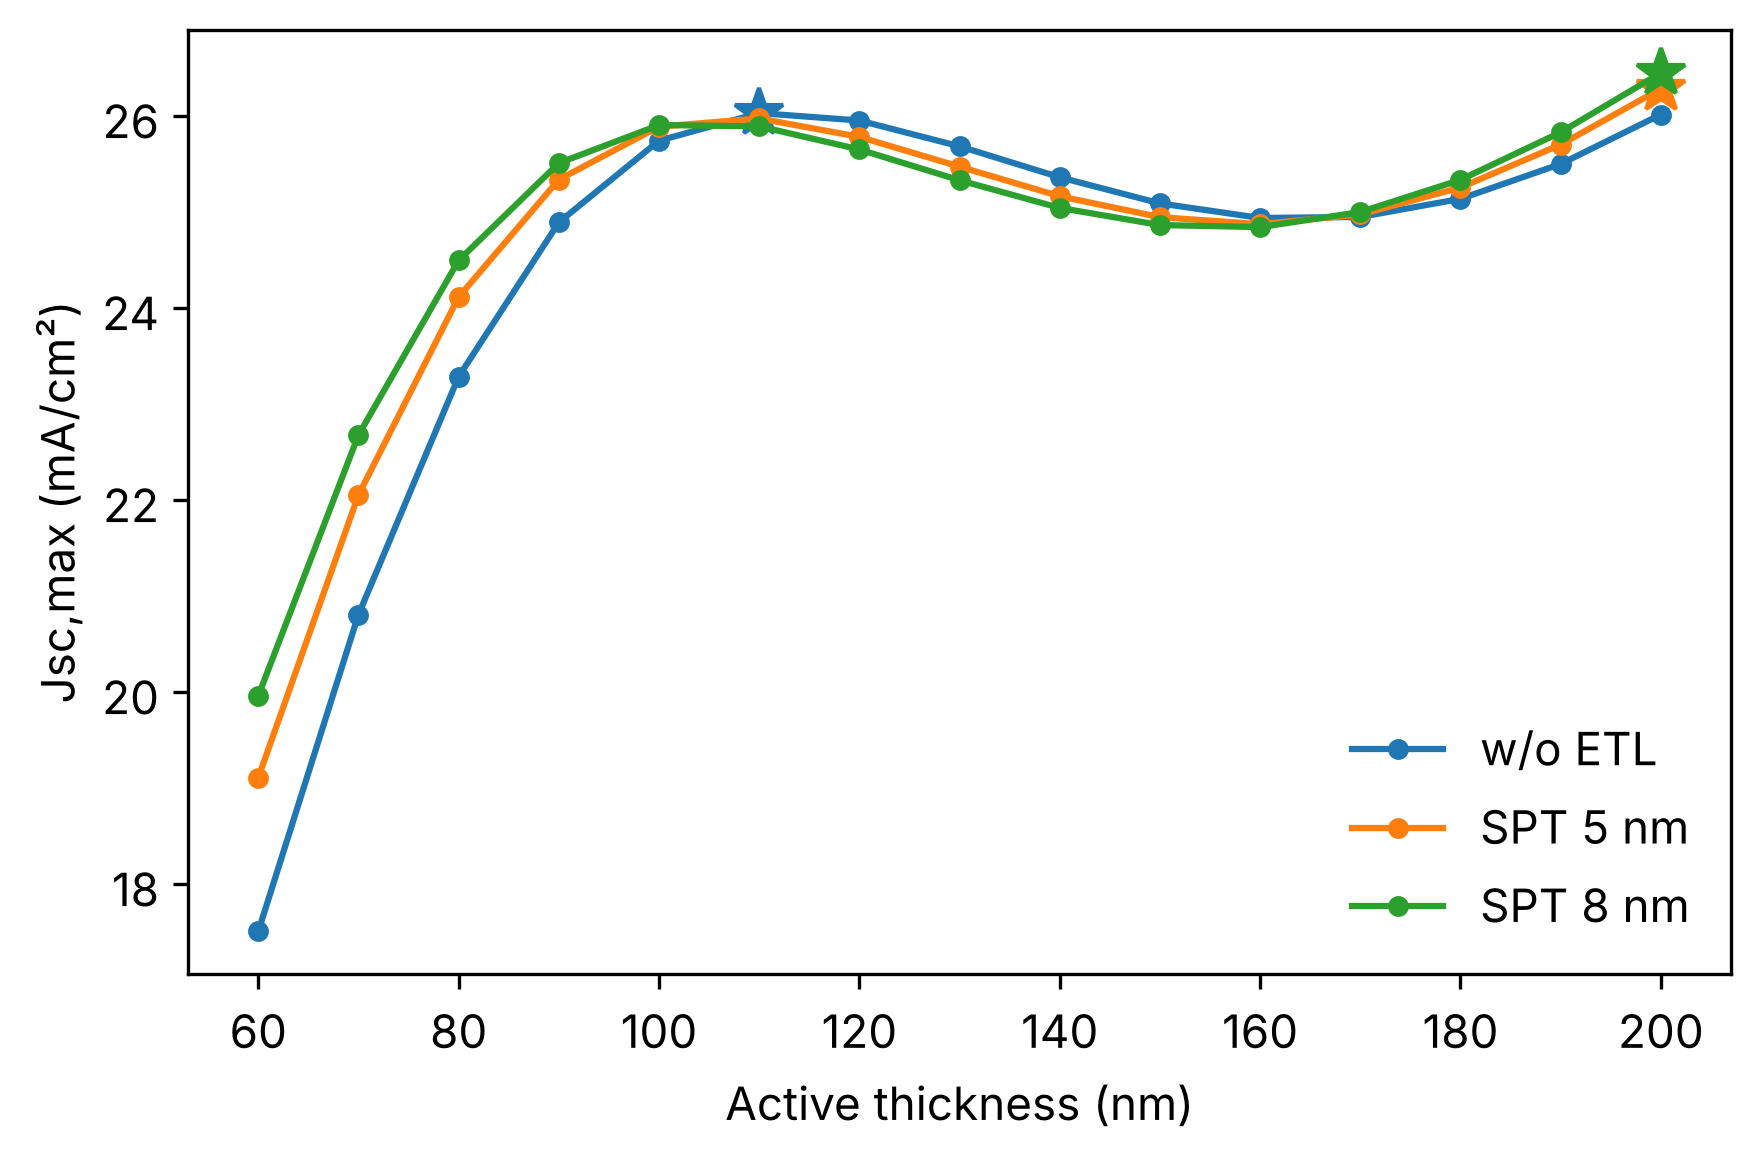 26
24
22
20
18
Jsc,max (mA/cm²)
w/o ETL
SPT 5 nm
SPT 8 nm
60 80 100 120 140 160 180 200
Active thickness (nm)